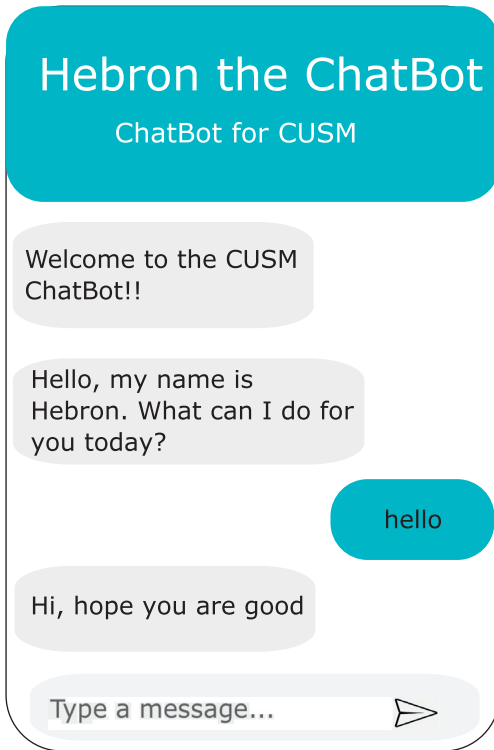 Hebron the ChatBot
ChatBot for CUSM
Welcome to the CUSM
ChatBot!!
Hello, my name is
Hebron. What can I do for
you today?
hello
Hi, hope you are good
Type a message...